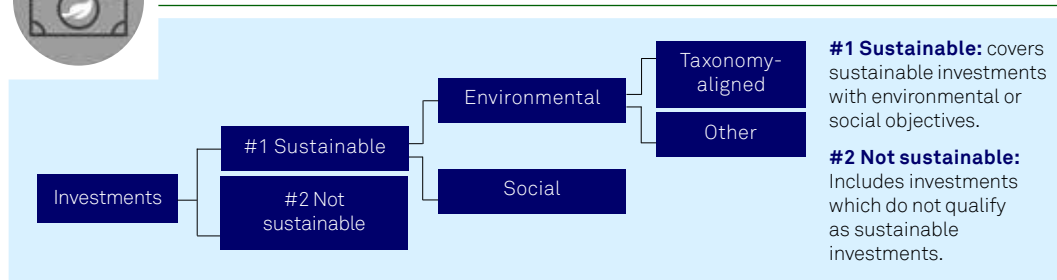 Investments
#1 Sustainable
#2 Not
sustainable
Environmental
Social
Taxonomy-
aligned
Other
#1 Sustainable: covers
sustainable investments
with environmental or
social objectives.
#2 Not sustainable:
Includes investments
which do not qualify
as sustainable
investments.